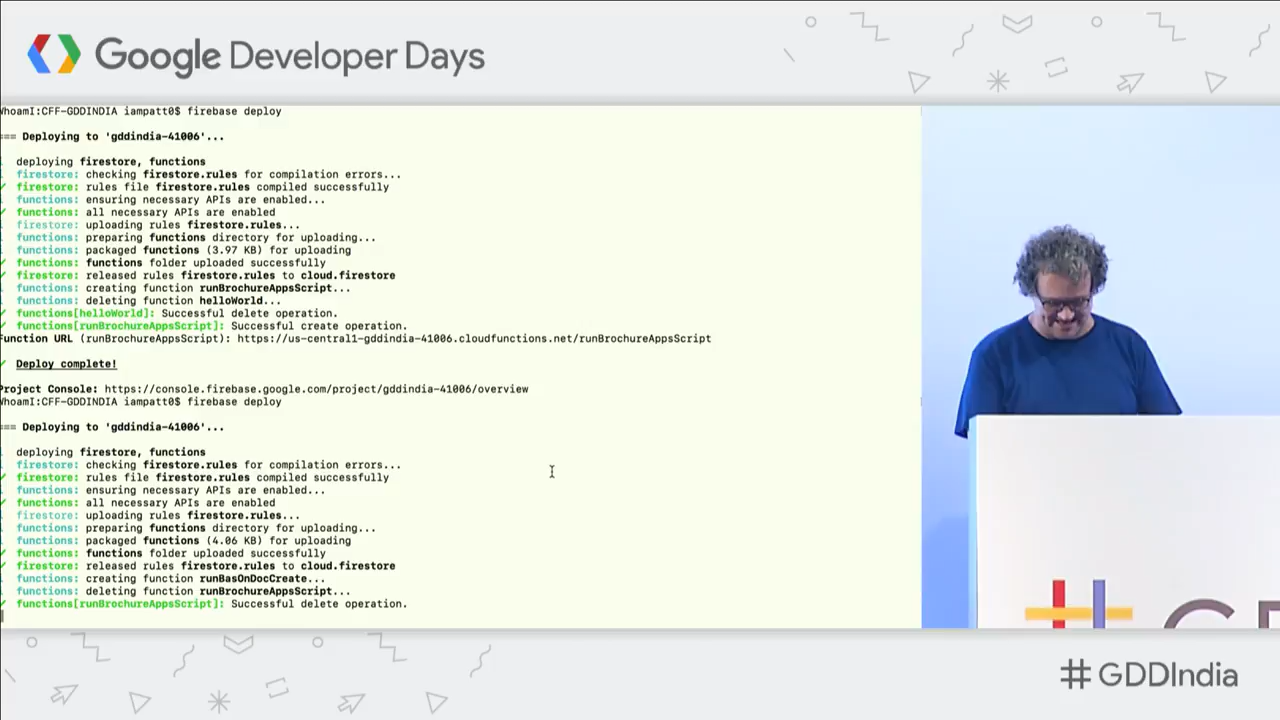 Google Developer Days
WhoamI:CFF-GDDINDIA iampatt0$ firebase deploy
=== Deploying to 'gddindia-41006'...
i deploying firestore, functions
i firestore: checking firestore.rules for compilation errors...
✓ firestore: rules file firestore.rules compiled successfully
i functions: ensuring necessary APIs are enabled...
✓ functions: all necessary APIs are enabled
i firestore: uploading rules firestore.rules...
i functions: preparing functions directory for uploading...
i functions: packaged functions (3.97 KB) for uploading
✓ functions: functions folder uploaded successfully
✓ firestore: released rules firestore.rules to cloud.firestore
i functions: creating function runBrochureAppsScript...
i functions: deleting function helloWorld...
✓ functions[helloWorld]: Successful delete operation.
✓ functions[runBrochureAppsScript]: Successful create operation.
Function URL (runBrochureAppsScript): https://us-central1-gddindia-41006.cloudfunctions.net/runBrochureAppsScript
✓ Deploy complete!
Project Console: https://console.firebase.google.com/project/gddindia-41006/overview
WhoamI:CFF-GDDINDIA iampatt0$ firebase deploy
=== Deploying to 'gddindia-41006'...
i deploying firestore, functions
i firestore: checking firestore.rules for compilation errors...
✓ firestore: rules file firestore.rules compiled successfully
i functions: ensuring necessary APIs are enabled...
✓ functions: all necessary APIs are enabled
i firestore: uploading rules firestore.rules...
i functions: preparing functions directory for uploading...
i functions: packaged functions (4.06 KB) for uploading
✓ functions: functions folder uploaded successfully
✓ firestore: released rules firestore.rules to cloud.firestore
i functions: creating function runBasOnDocCreate...
i functions: deleting function runBrochureAppsScript...
✓ functions[runBrochureAppsScript]: Successful delete operation.
#GDDIndia